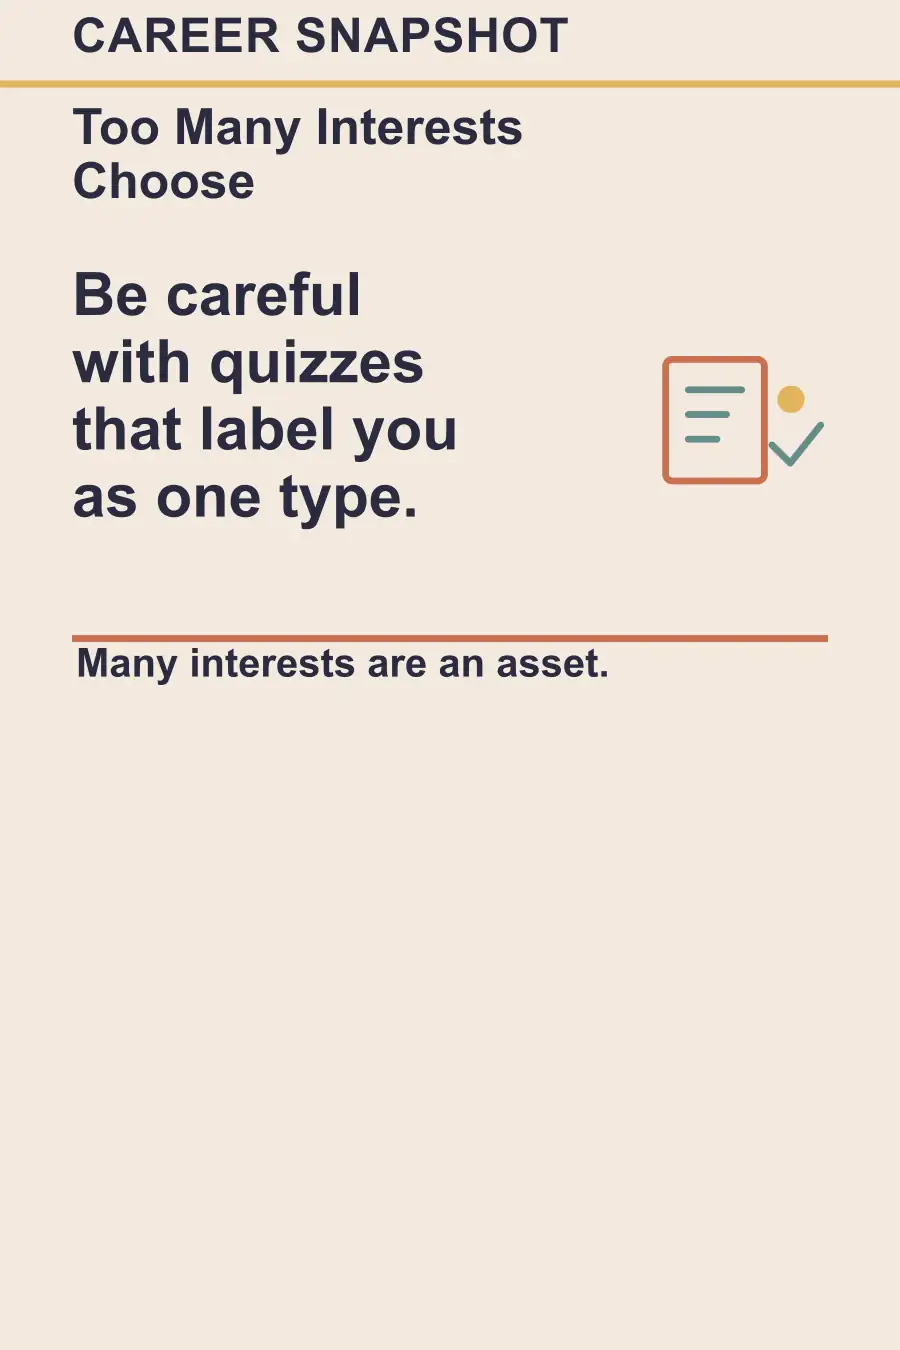 CAREER SNAPSHOT
Too Many Interests
Choose
Be careful
with quizzes
that label you
as one type.
Many interests are an asset.